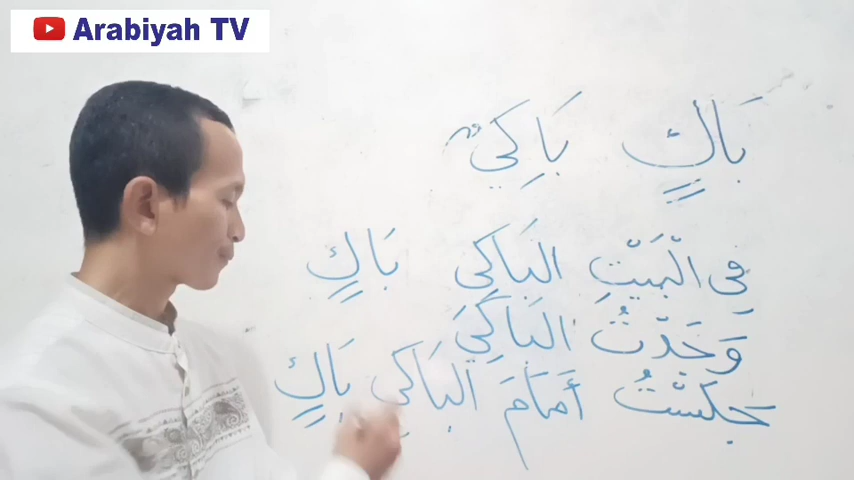 Arabiyah TV
بَاكٍ بَاكِيٌ
فِي الْبَيْتِ الْبَاكِي بَاكٍ
وَجَدْتُ الْبَاكِيَ
جَلَسْتُ أَمَامَ الْبَاكِي بَاكٍ